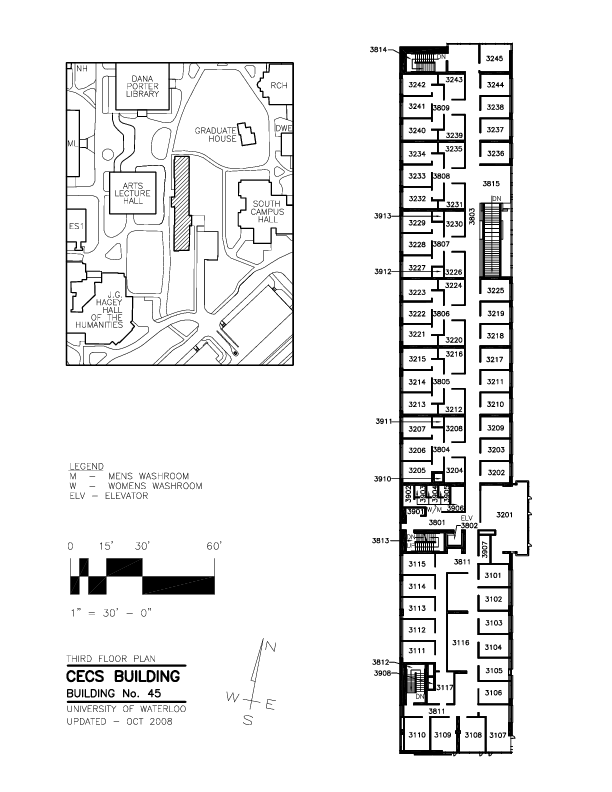 NH
DANA
PORTER
LIBRARY
RCH
GRADUATE
HOUSE
DWE
ML
ARTS
LECTURE
HALL
SOUTH
CAMPUS
HALL
ES1
J.G.
HAGEY
HALL
OF THE
HUMANITIES
LEGEND
M – MENS WASHROOM
W – WOMENS WASHROOM
ELV – ELEVATOR
0 15' 30' 60'
1" = 30' – 0"
THIRD FLOOR PLAN
CECS BUILDING
BUILDING No. 45
UNIVERSITY OF WATERLOO
UPDATED – OCT 2008
N
W
E
S
3814
DN
3245
3242
3243
3244
3241
3809
3238
3240
3239
3237
3234
3235
3236
3233
3808
3815
3232
3231
DN
3913
3803
3229
3230
3228
3807
3912
3227
3226
3223
3224
3225
3222
3806
3219
3221
3220
3218
3215
3216
3217
3214
3805
3211
3213
3212
3210
3911
3207
3208
3209
3206
3804
3203
3910
3205
3204
3202
3902
3903
3904
3905
3901
W/M
3906
3201
3801
ELV
3802
3813
DN
UP
3907
3115
3811
3101
3114
3102
3113
3103
3112
3116
3104
3111
3105
3812
3908
3117
3106
DN
3811
3110
3109
3108
3107